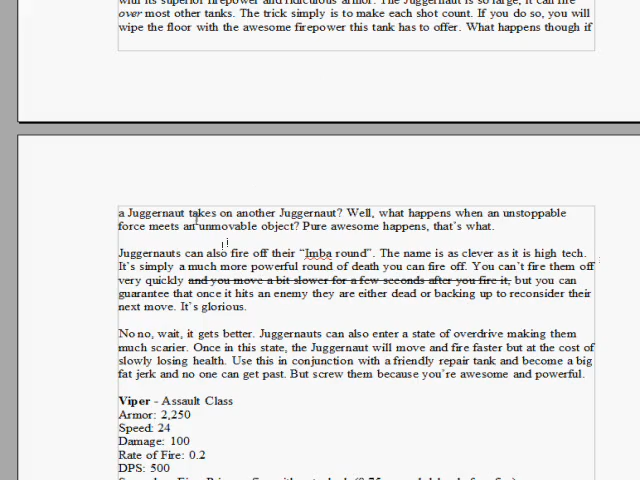 with its superior firepower and ridiculous armor. The Juggernaut is so large, it can fire
over most other tanks. The trick simply is to make each shot count. If you do so, you will
wipe the floor with the awesome firepower this tank has to offer. What happens though if
a Juggernaut takes on another Juggernaut? Well, what happens when an unstoppable
force meets an unmovable object? Pure awesome happens, that's what.
Juggernauts can also fire off their “Imba round”. The name is as clever as it is high tech.
It's simply a much more powerful round of death you can fire off. You can't fire them off
very quickly and you move a bit slower for a few seconds after you fire it, but you can
guarantee that once it hits an enemy they are either dead or backing up to reconsider their
next move. It's glorious.
No no, wait, it gets better. Juggernauts can also enter a state of overdrive making them
much scarier. Once in this state, the Juggernaut will move and fire faster but at the cost of
slowly losing health. Use this in conjunction with a friendly repair tank and become a big
fat jerk and no one can get past. But screw them because you're awesome and powerful.
Viper - Assault Class
Armor: 2,250
Speed: 24
Damage: 100
Rate of Fire: 0.2
DPS: 500